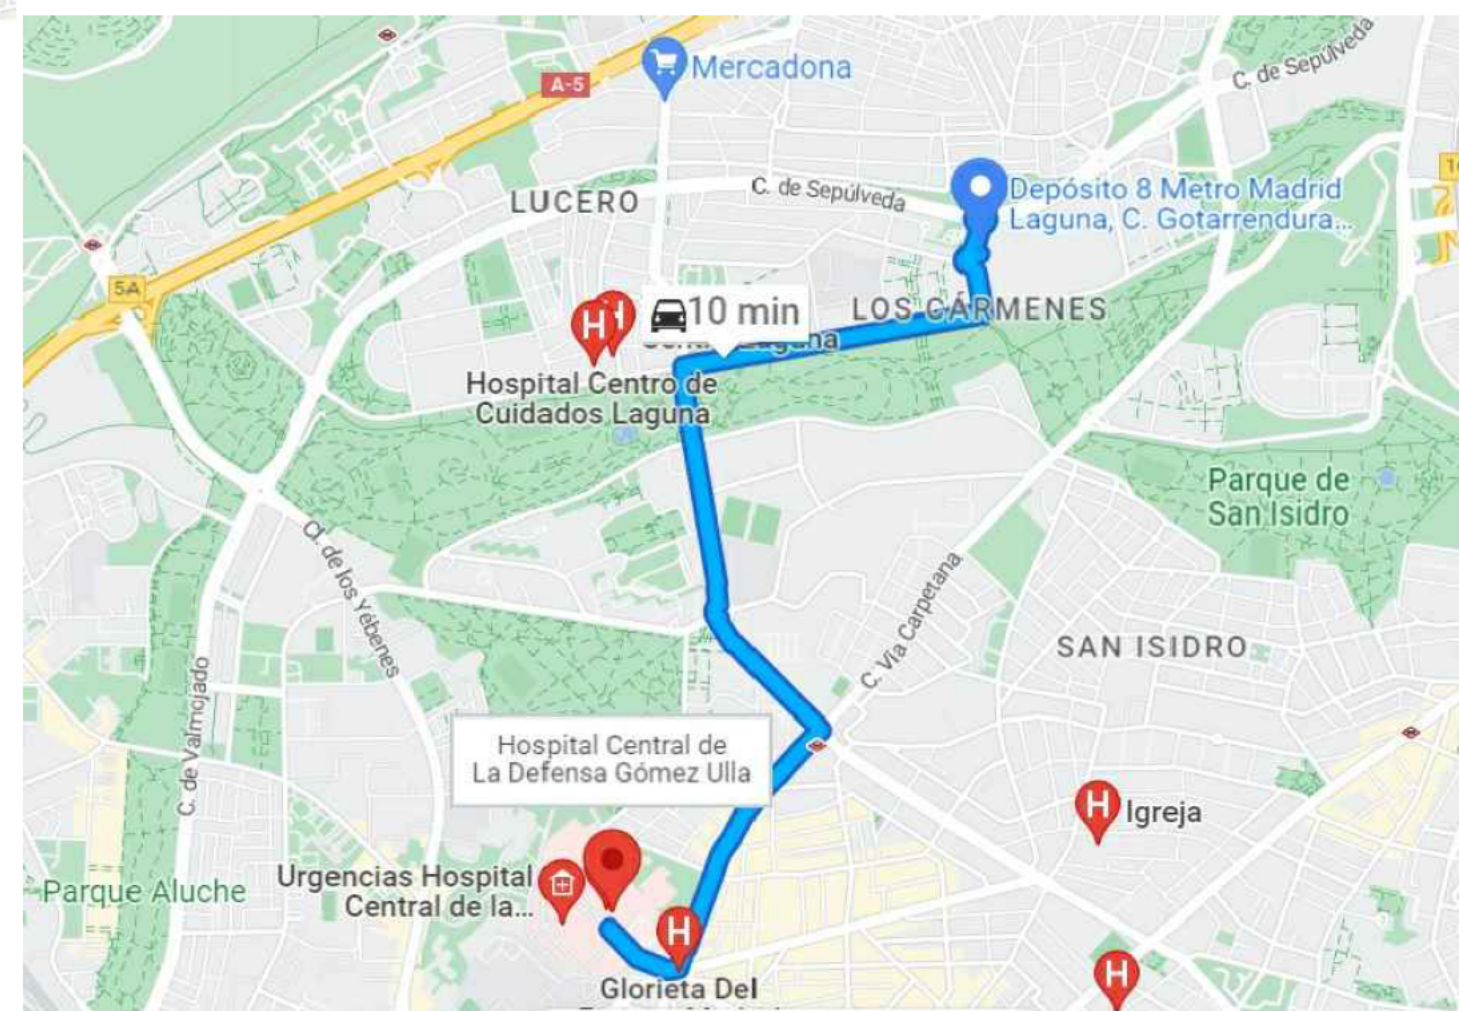 Mercadona
A-5
C. de Sepúlveda
LUCERO
C. de Sepúlveda
Depósito 8 Metro Madrid
Laguna, C. Gotarrendura...
5A
10 min
LOS CÁRMENES
Hospital Centro de
Cuidados Laguna
Parque de
San Isidro
Cl. de los Yébenes
C. Vía Carpetana
SAN ISIDRO
C. de Valmojado
Hospital Central de
La Defensa Gómez Ulla
H Igreja
Urgencias Hospital
Central de la...
Parque Aluche
H
Glorieta Del
H